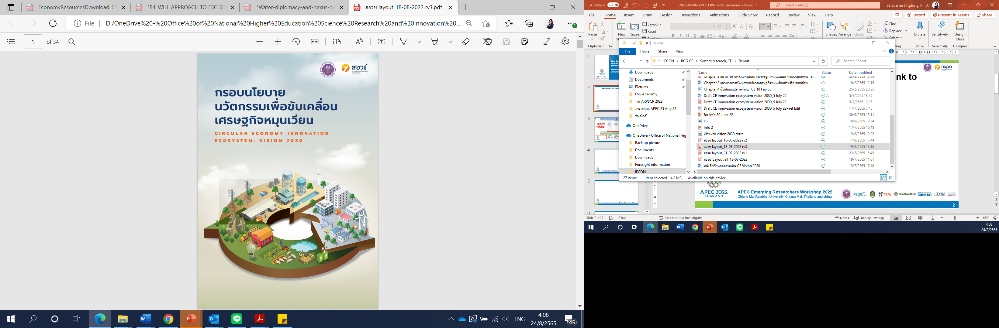 EconomyResourcesDownload_65
*84_WILL APPROACH TO ESG SE
*Water-diplomacy-and-nexus-go
สอวช layout_18-08-2022 rv3.pdf
File
D:/OneDrive%20-%20Office%20of%20National%20Higher%20Education%20Science%20Research%20and%20Innovation%20...
1 of 34
สอวช
กรอบนโยบาย
นวัตกรรมเพื่อขับเคลื่อน
เศรษฐกิจหมุนเวียน
CIRCULAR ECONOMY INNOVATION
ECOSYSTEM: VISION 2030
ENG
4:08
24/8/2565
45
AutoSave On
2022-08-06-APEC ERW slide Saravanee • Saved
Search (Alt+Q)
Saravanee Singtong, Ph.D.
File Home Insert Draw Design Transitions Animations Slide Show Record Review View Help
Record
Present in Teams
Share
Paste
Clipboard
New
Reuse
Layout
Reset
32
Shapes
Arrange
Quick
Find
Replace
Select
Dictate
Voice
Sensitivity
Sensitivity
Design
Ideas
Designer
Report
File Home Share View
IECON > BCG CE > System research_CE > Report
Search Report
Downloads
Documents
Pictures
ESG Academy
งาน ARPSCP 2022
งาน สวทช. APEC 25 Aug 22
ร่างสไลด์
OneDrive
OneDrive - Office of National Hig
Back up picture
Documents
Downloads
Foresight information
IECON
Name Status Date modified
Chapter 3 แนวทางการพัฒนาระบบนิเวศเศรษฐกิจหมุนเวียนสำหรับประเทศไทย 18/2/2565 12:15
Chapter 4 ข้อเสนอแนะการพัฒนา CE 18 Feb 65 25/2/2565 20:25
Draft CE Innovation ecosystem vision 2030_5 July 22 5/7/2565 13:25
Draft CE Innovation ecosystem vision 2030_5 July 22 5/7/2565 13:25
Draft CE Innovation ecosystem vision 2030_5 July 22+ref Edit 17/7/2565 7:45
for info 30 June 22 30/6/2565 15:11
FS 18/8/2565 19:34
Info 2 17/7/2565 16:48
เป้าหมาย vision 2030 extra 19/8/2565 19:22
สอวช layout_16-08-2022 rv2 17/8/2565 17:44
สอวช layout_18-08-2022 rv3 19/8/2565 13:16
สอวช layout_21-07-2022 rv1 23/7/2565 15:45
สอวช_Layout all_18-07-2022 19/7/2565 11:01
หนังสือเวียนขอความเห็น CE Vision 2030 15/7/2565 17:48
27 items 1 item selected 14.8 MB Available on this device
1
2
3
4
5
6
nxpo
ink to
APEC 2022
THAILAND
APEC Emerging Researchers Workshop 2022
Chiang Mai Rajabhat University, Chiang Mai, Thailand and virtual
NSTDA
TSRI
CHANWANICH
INTER
TYSA
2
Slide 2 of 7
Thai
Accessibility: Investigate
Notes
Display Settings
68%
4:08
24/8/2565